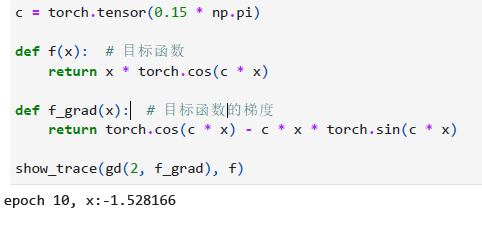 c = torch.tensor(0.15 * np.pi)
def f(x):  # 目标函数
    return x * torch.cos(c * x)
def f_grad(x):  # 目标函数的梯度
    return torch.cos(c * x) - c * x * torch.sin(c * x)
show_trace(gd(2, f_grad), f)
epoch 10, x:-1.528166